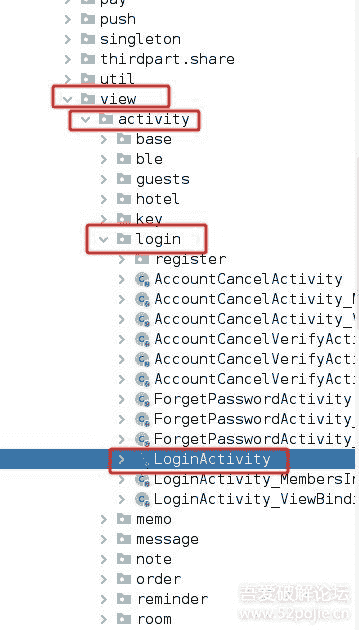 pay
push
singleton
thirdpart.share
util
view
activity
base
ble
guests
hotel
key
login
register
AccountCancelActivity
AccountCancelActivity_M
AccountCancelActivity_V
AccountCancelVerifyActi
AccountCancelVerifyActi
AccountCancelVerifyActi
ForgetPasswordActivity
ForgetPasswordActivity_
ForgetPasswordActivity_
LoginActivity
LoginActivity_MembersIn
LoginActivity_ViewBindi
memo
message
note
order
reminder
room
吾爱破解论坛
www.52pojie.cn